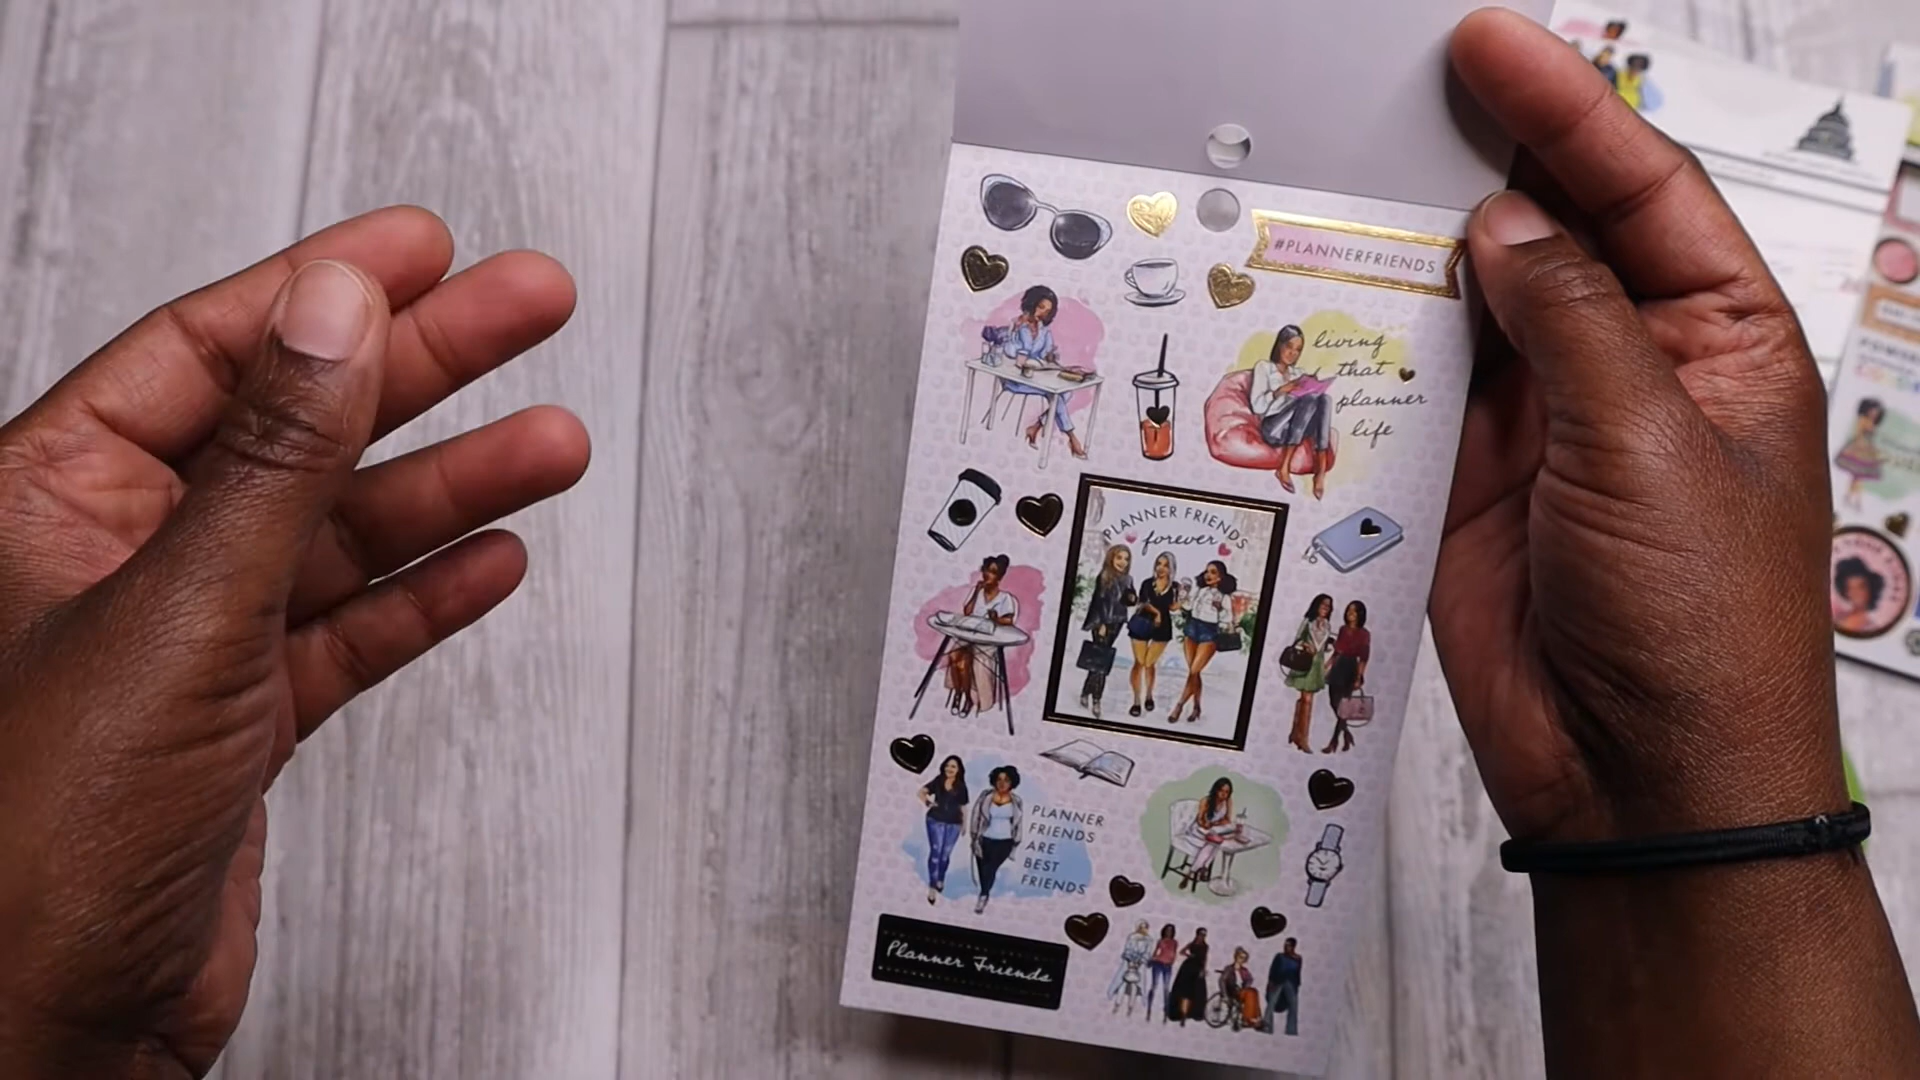 #PLANNERFRIENDS
living
that
planner
life
PLANNER FRIENDS
forever
PLANNER
FRIENDS
ARE
BEST
FRIENDS
Planner Friends